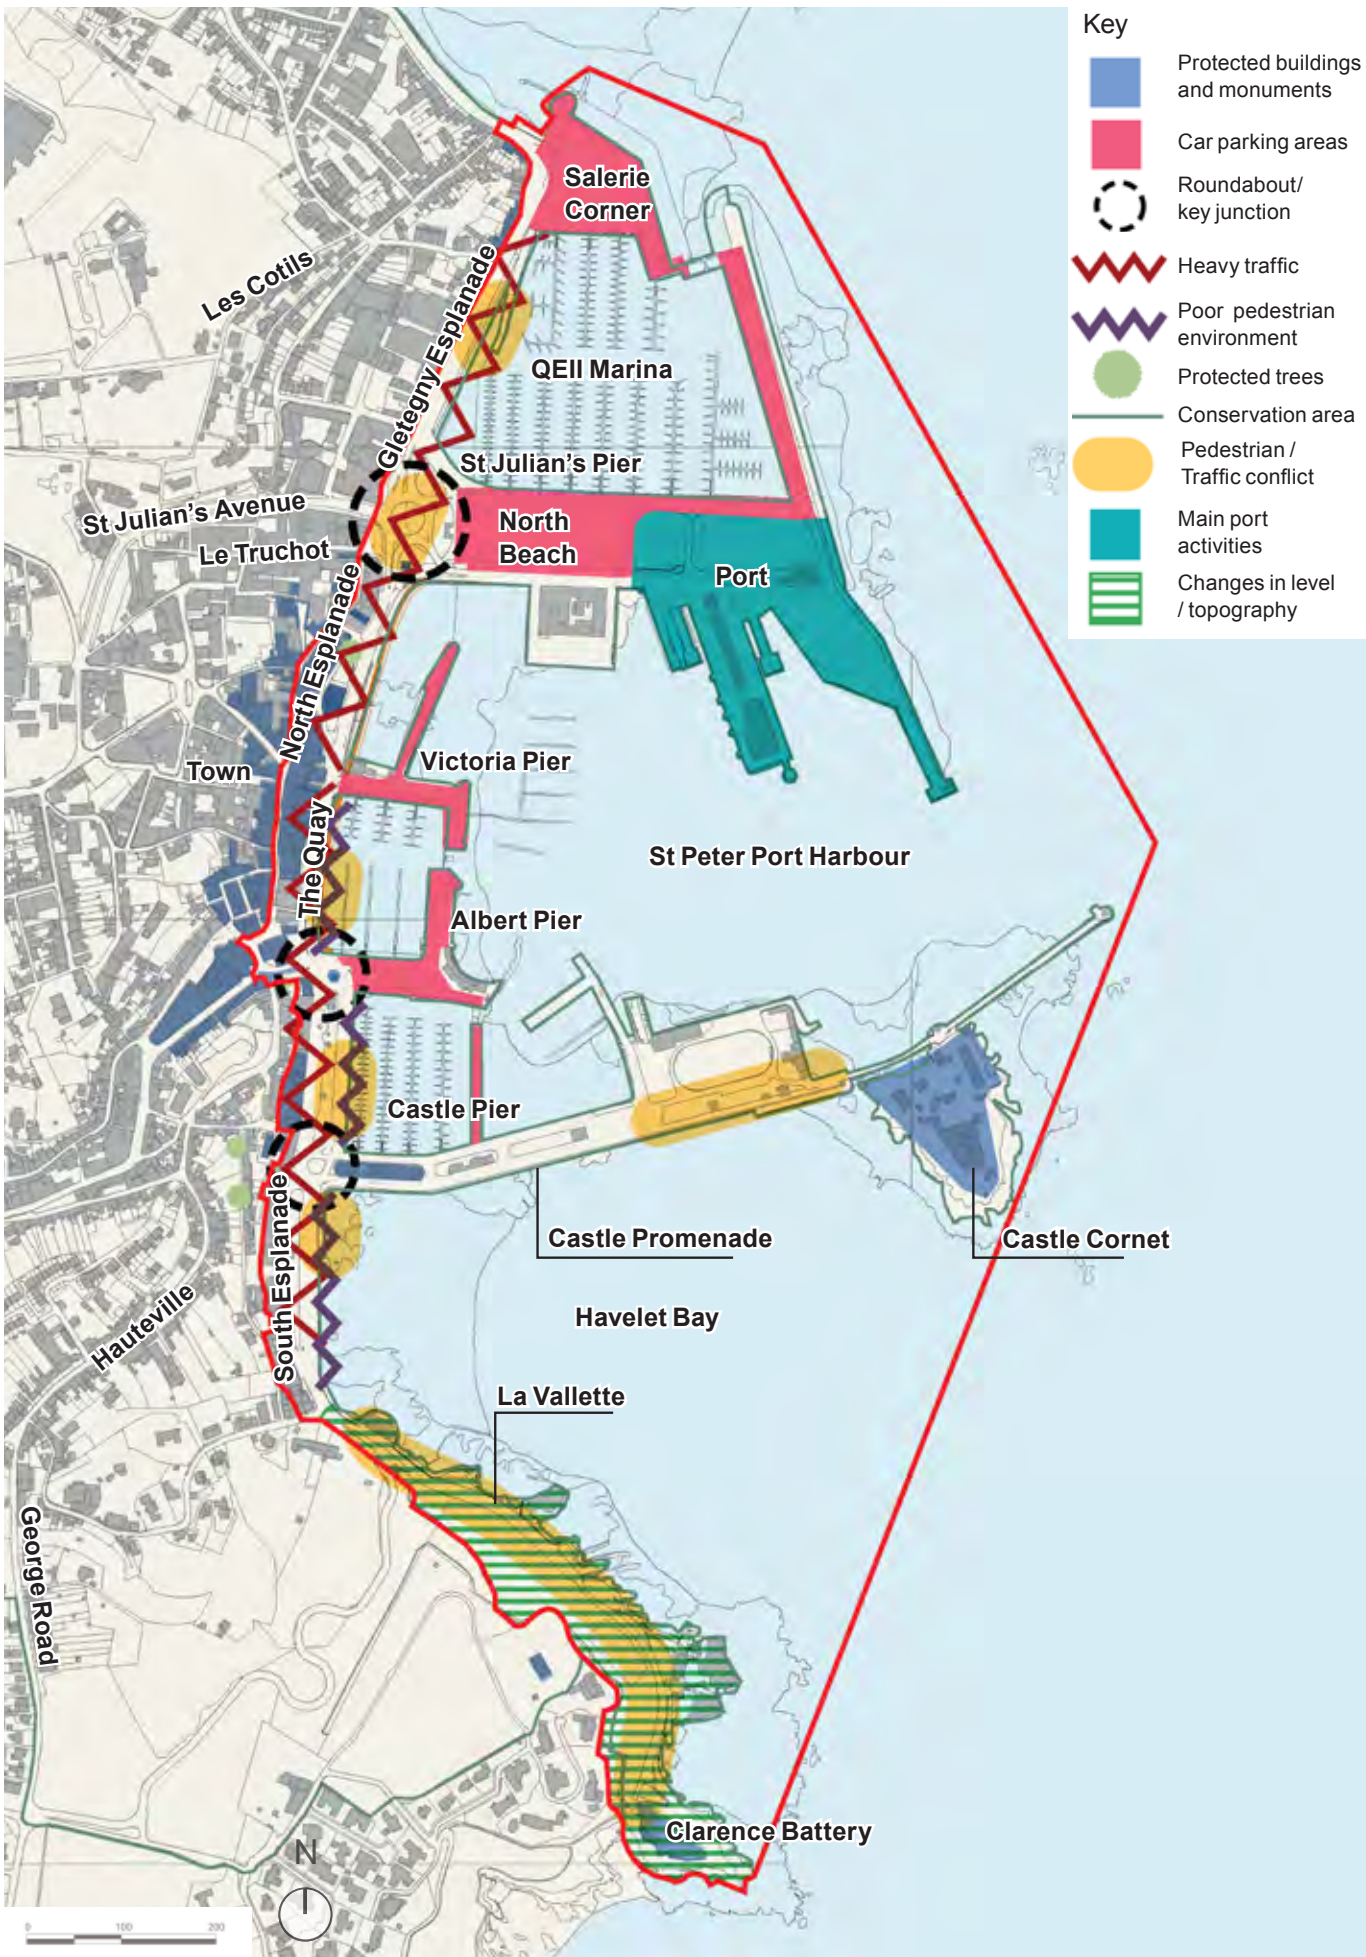 Key
Protected buildings
and monuments
Car parking areas
Roundabout/
key junction
Heavy traffic
Poor pedestrian
environment
Protected trees
Conservation area
Pedestrian /
Traffic conflict
Main port
activities
Changes in level
/ topography
Salerie
Corner
Les Cotils
Gletegny Esplanade
QEII Marina
St Julian's Pier
St Julian's Avenue
North
Beach
Le Truchot
Port
North Esplanade
Victoria Pier
Town
The Quay
St Peter Port Harbour
Albert Pier
Castle Pier
South Esplanade
Castle Promenade
Castle Cornet
Hauteville
Havelet Bay
La Vallette
George Road
Clarence Battery
N
0 100 200